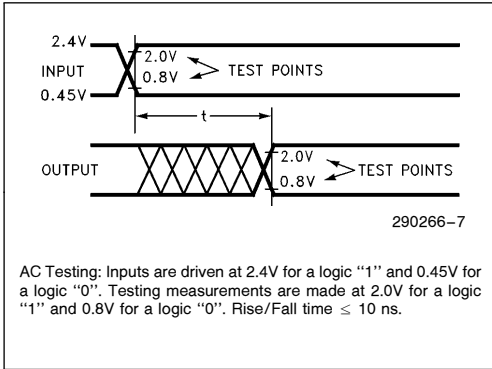 2.4V
2.0V
INPUT
TEST POINTS
0.8V
0.45V
t
2.0V
OUTPUT
TEST POINTS
0.8V
290266–7
AC Testing: Inputs are driven at 2.4V for a logic ‘‘1’’ and 0.45V for
a logic ‘‘0’’. Testing measurements are made at 2.0V for a logic
‘‘1’’ and 0.8V for a logic ‘‘0’’. Rise/Fall time ≤ 10 ns.